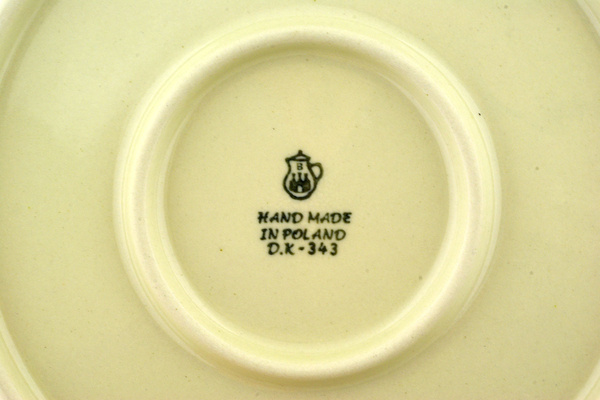 B
HAND MADE
IN POLAND
D.K-343